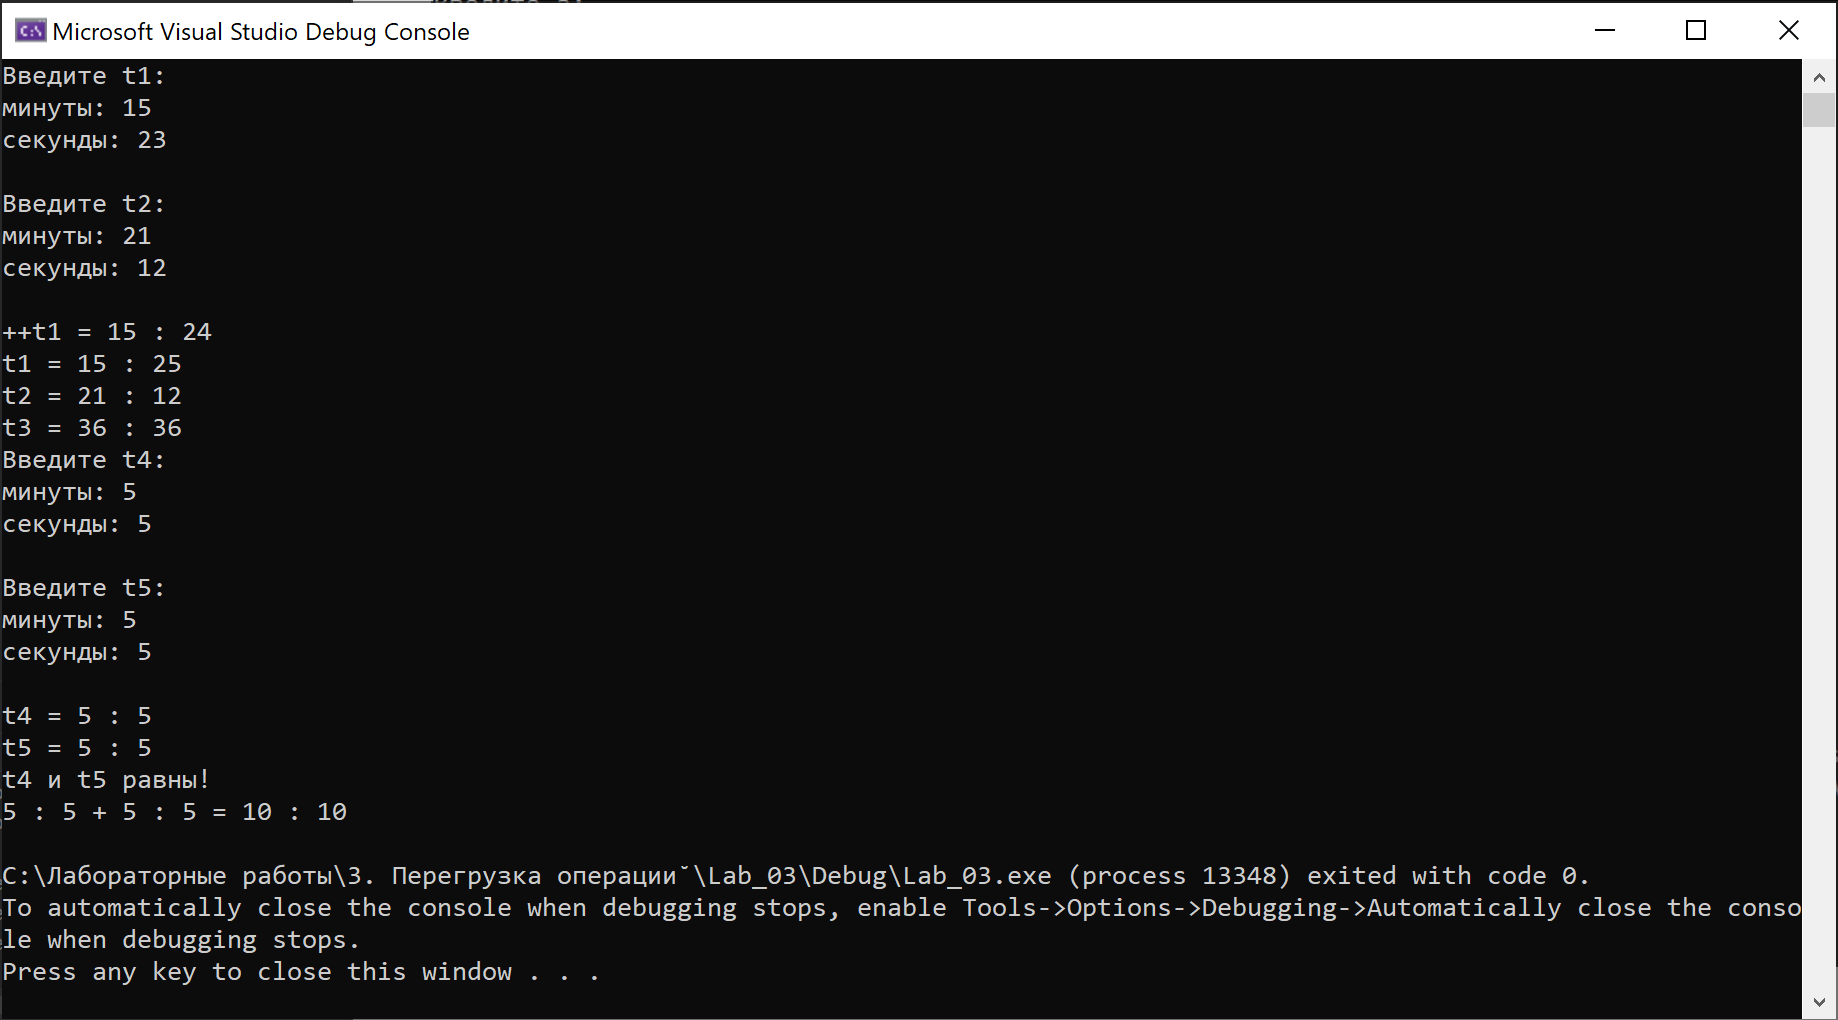 Microsoft Visual Studio Debug Console
Введите t1:
минуты: 15
секунды: 23
Введите t2:
минуты: 21
секунды: 12
++t1 = 15 : 24
t1 = 15 : 25
t2 = 21 : 12
t3 = 36 : 36
Введите t4:
минуты: 5
секунды: 5
Введите t5:
минуты: 5
секунды: 5
t4 = 5 : 5
t5 = 5 : 5
t4 и t5 равны!
5 : 5 + 5 : 5 = 10 : 10
C:\Лабораторные работы\3. Перегрузка операций\Lab_03\Debug\Lab_03.exe (process 13348) exited with code 0.
To automatically close the console when debugging stops, enable Tools->Options->Debugging->Automatically close the conso
le when debugging stops.
Press any key to close this window . . .